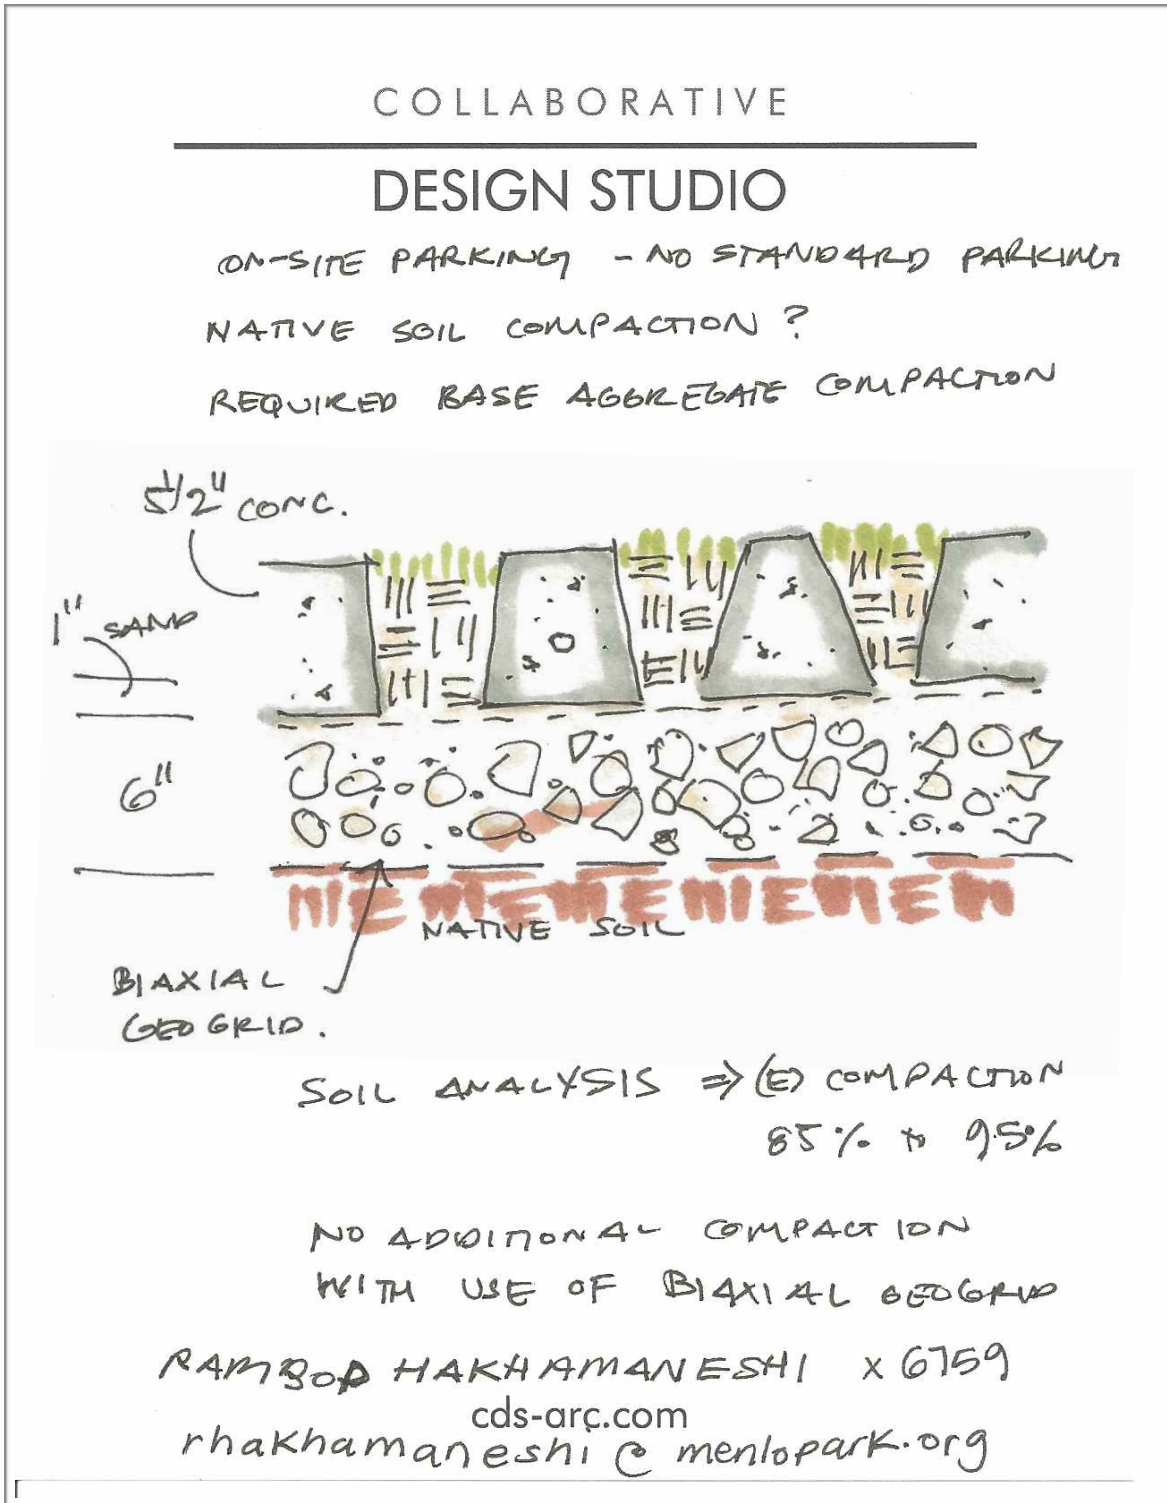 COLLABORATIVE
DESIGN STUDIO
ON-SITE PARKING - NO STANDARD PARKING
NATIVE SOIL COMPACTION ?
REQUIRED BASE AGGREGATE COMPACTION
5 1/2" CONC.
1" SAND
6"
NATIVE SOIL
BIAXIAL
GEOGRID.
SOIL ANALYSIS ⇒ (E) COMPACTION
85% to 95%
NO ADDITIONAL COMPACTION
WITH USE OF BIAXIAL GEOGRID
RAMBOD HAKHAMANESHI x6759
cds-arc.com
rhakhamaneshi@menlopark.org